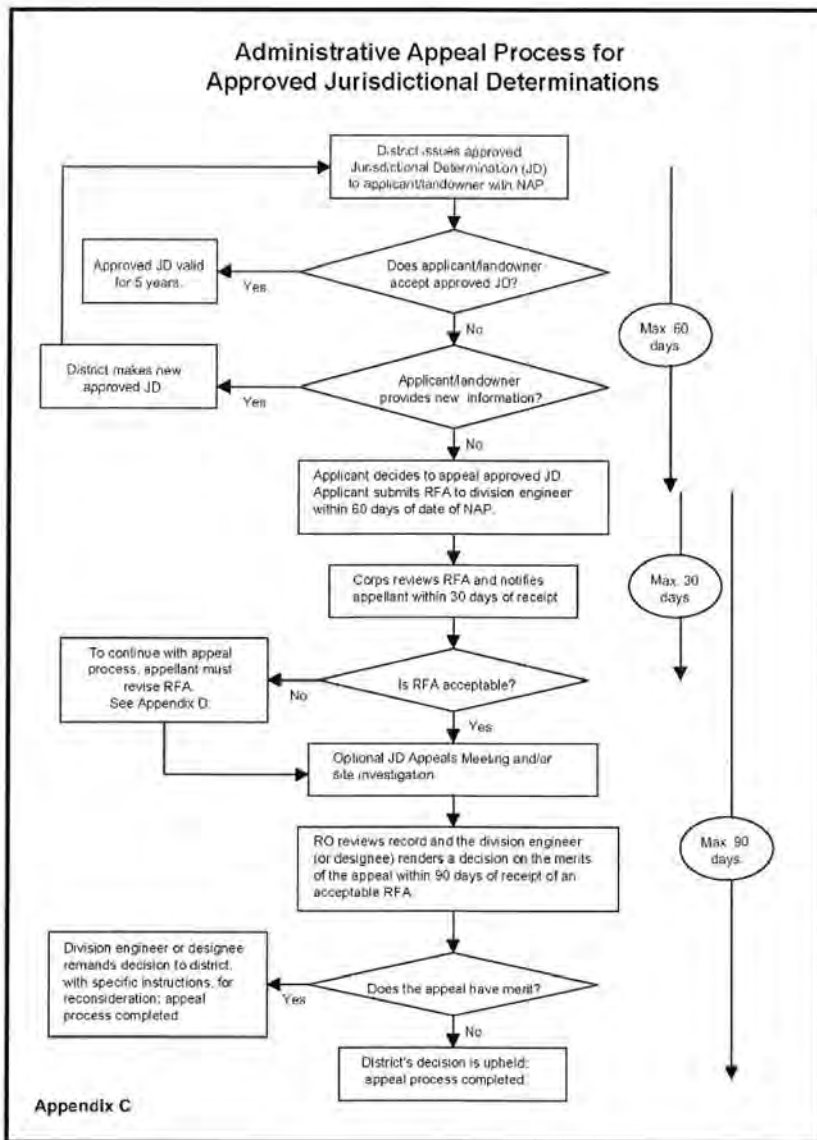 Administrative Appeal Process for
Approved Jurisdictional Determinations
District issues approved
Jurisdictional Determination (JD)
to applicant/landowner with NAP.
Approved JD valid
for 5 years.
Yes
Does applicant/landowner
accept approved JD?
No
Max. 60
days
District makes new
approved JD.
Yes
Applicant/landowner
provides new information?
No
Applicant decides to appeal approved JD.
Applicant submits RFA to division engineer
within 60 days of date of NAP.
Corps reviews RFA and notifies
appellant within 30 days of receipt.
Max. 30
days
To continue with appeal
process, appellant must
revise RFA.
See Appendix D.
No
Is RFA acceptable?
Yes
Optional JD Appeals Meeting and/or
site investigation.
RO reviews record and the division engineer
(or designee) renders a decision on the merits
of the appeal within 90 days of receipt of an
acceptable RFA.
Max. 90
days.
Division engineer or designee
remands decision to district,
with specific instructions, for
reconsideration; appeal
process completed.
Yes
Does the appeal have merit?
No
District's decision is upheld;
appeal process completed.
Appendix C